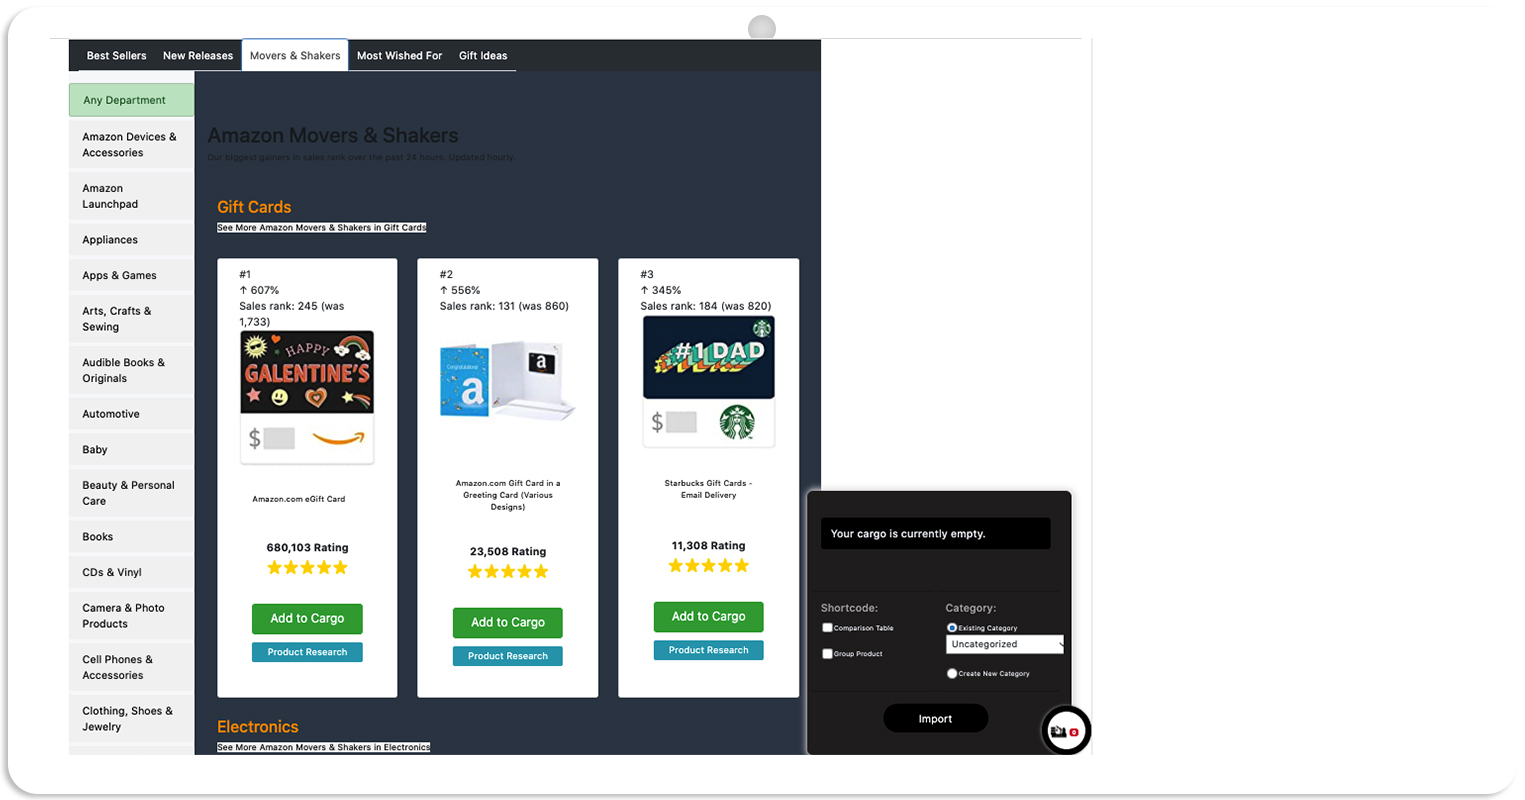 Best Sellers New Releases Movers & Shakers Most Wished For Gift Ideas
Any Department
Amazon Devices &
Accessories
Amazon
Launchpad
Appliances
Apps & Games
Arts, Crafts &
Sewing
Audible Books &
Originals
Automotive
Baby
Beauty & Personal
Care
Books
CDs & Vinyl
Camera & Photo
Products
Cell Phones &
Accessories
Clothing, Shoes &
Jewelry
Amazon Movers & Shakers
Our biggest gainers in sales rank over the past 24 hours. Updated hourly.
Gift Cards
See More Amazon Movers & Shakers in Gift Cards
#1
↑ 607%
Sales rank: 245 (was
1,733)
HAPPY
GALENTINE'S
$
Amazon.com eGift Card
680,103 Rating
Add to Cargo
Product Research
#2
↑ 556%
Sales rank: 131 (was 860)
Congratulations
a
a
Amazon.com Gift Card in a
Greeting Card (Various
Designs)
23,508 Rating
Add to Cargo
Product Research
#3
↑ 345%
Sales rank: 184 (was 820)
#1 DAD
$
Starbucks Gift Cards -
Email Delivery
11,308 Rating
Add to Cargo
Product Research
Electronics
See More Amazon Movers & Shakers in Electronics
Your cargo is currently empty.
Shortcode:
Comparison Table
Group Product
Category:
Existing Category
Uncategorized
Create New Category
Import
0